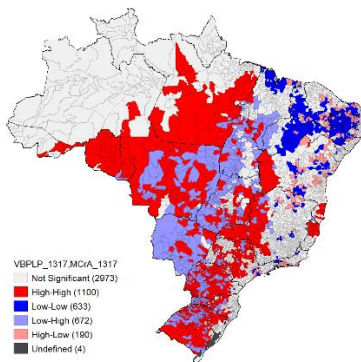 VBPLP_1317,MCrA_1317
Not Significant (2973)
High-High (1100)
Low-Low (633)
Low-High (672)
High-Low (190)
Undefined (4)